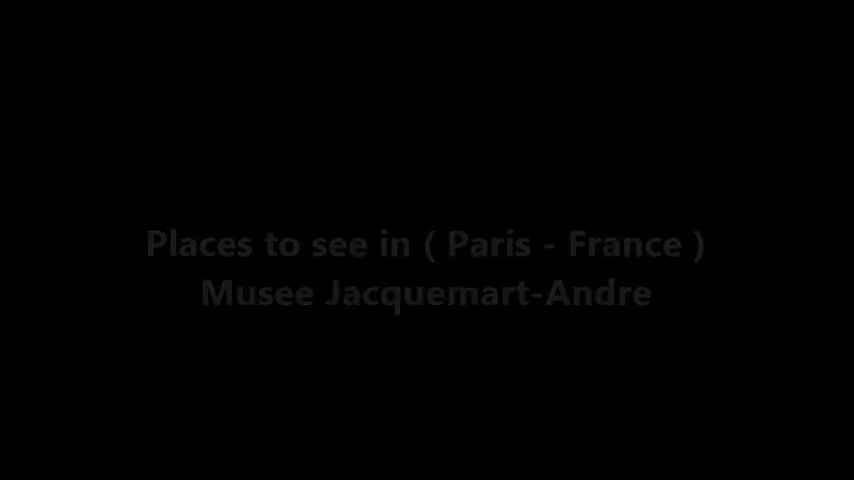 Places to see in ( Paris - France )
Musee Jacquemart-Andre